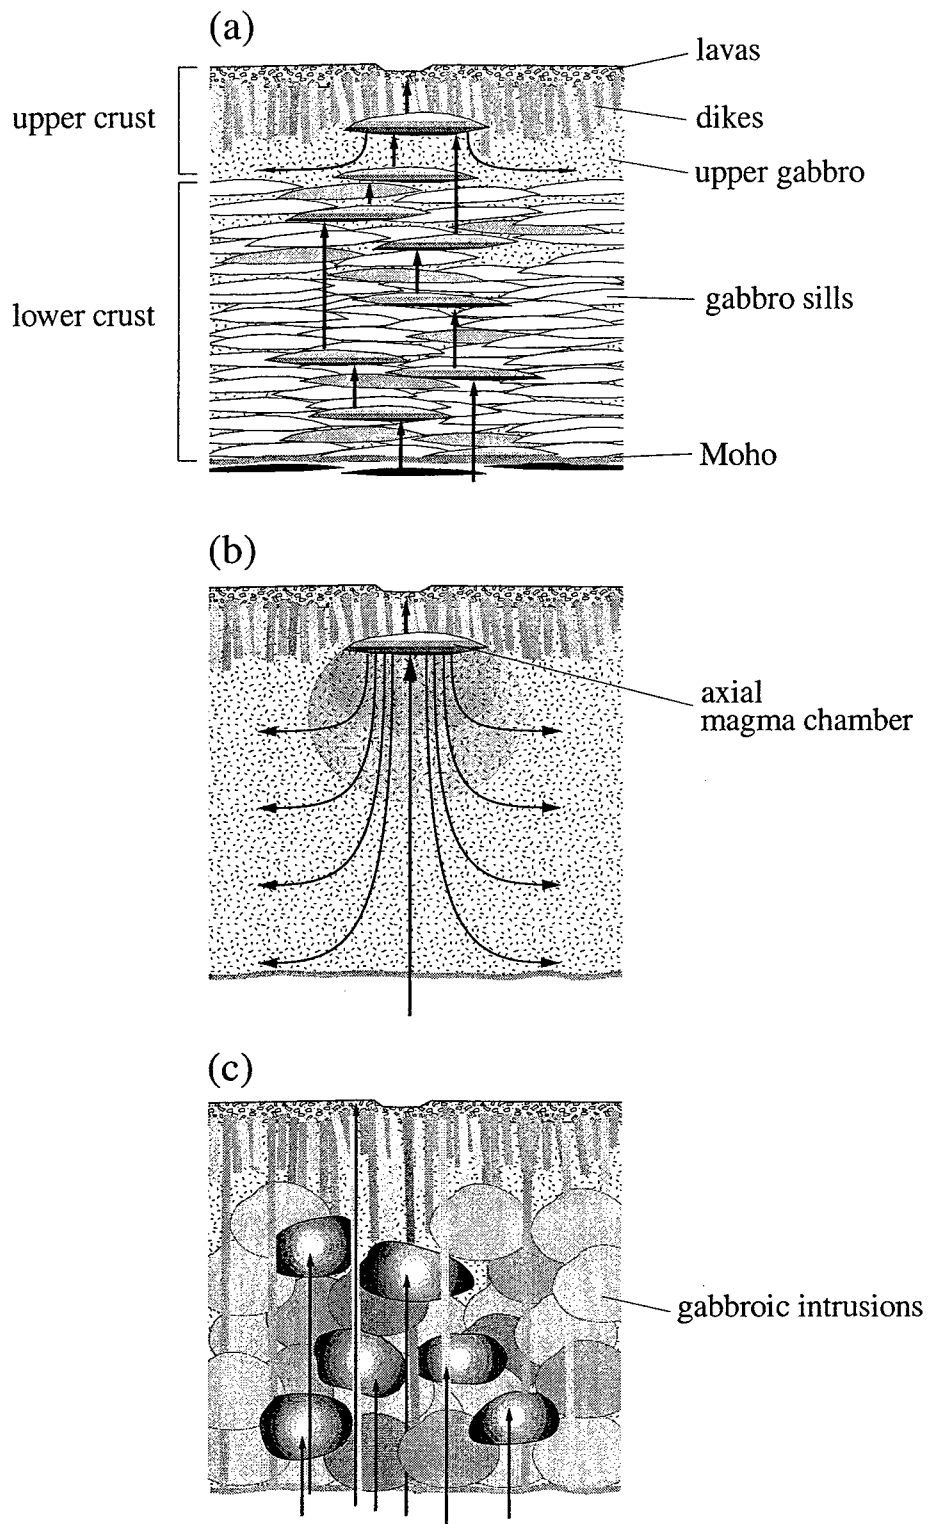 (a)
lavas
upper crust
dikes
upper gabbro
gabbro sills
lower crust
Moho
(b)
axial
magma chamber
(c)
gabbroic intrusions